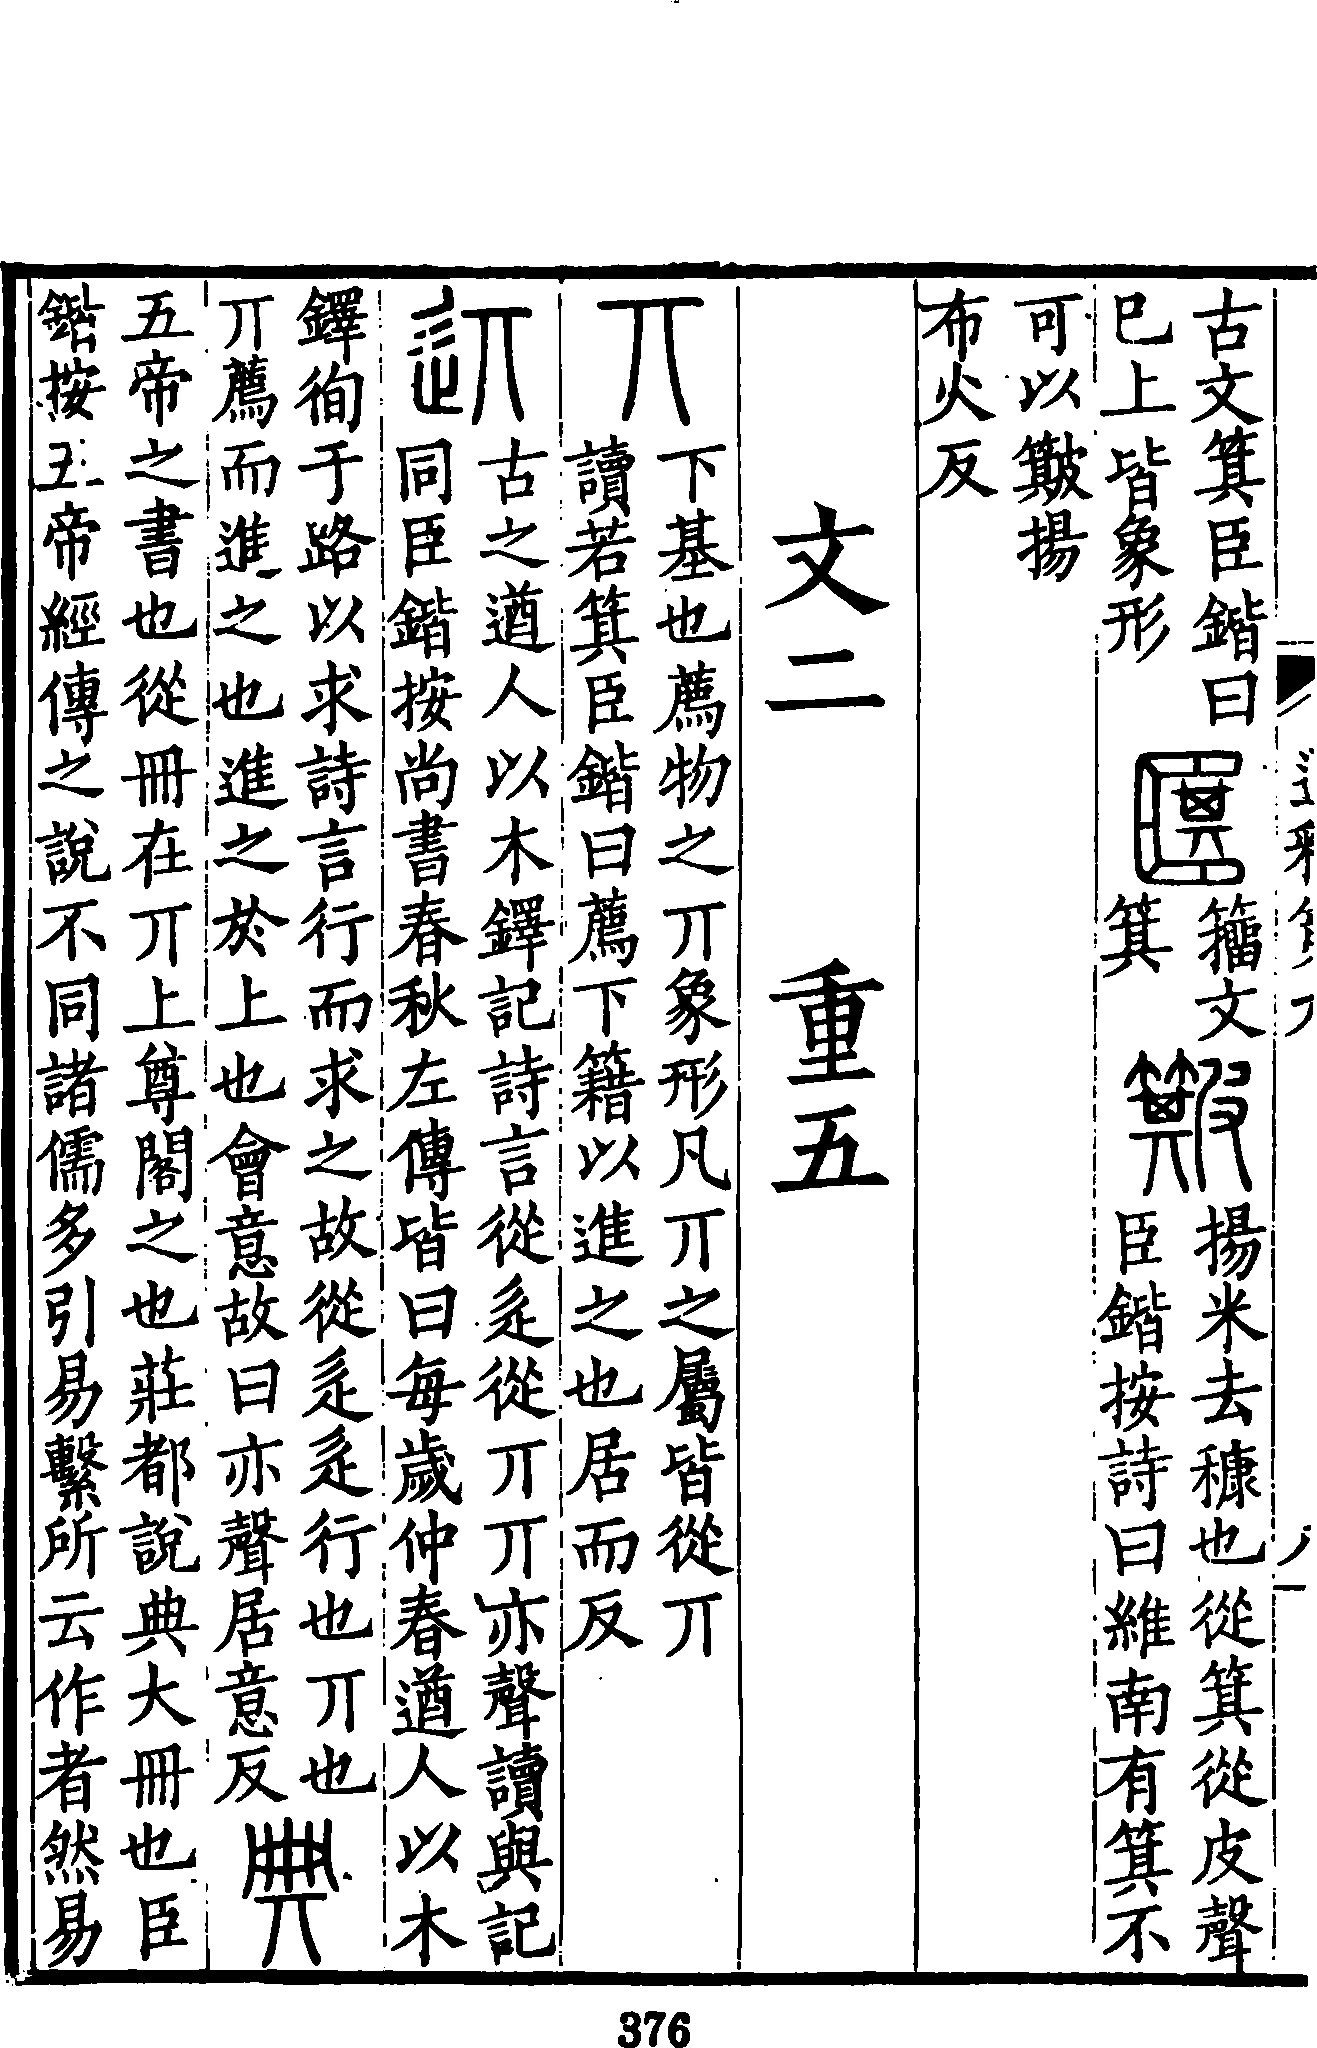 古文箕臣鍇曰
巳上皆象形
𠥩
籀文
箕
簸
揚米去穅也從箕從皮聲
臣鍇按詩曰維南有箕不
可以簸揚
布火反
文二　重五
丌
下基也薦物之丌象形凡丌之屬皆從丌
讀若箕臣鍇曰薦下籍以進之也居而反
𨑒
古之遒人以木鐸記詩言從辵從丌丌亦聲讀與記
同臣鍇按尚書春秋左傳皆曰每歲仲春遒人以木
鐸徇于路以求詩言行而求之故從辵辵行也丌也
丌薦而進之也進之於上也會意故曰亦聲居意反
典
五帝之書也從冊在丌上尊閣之也莊都說典大冊也臣
鍇按五帝經傳之說不同諸儒多引易繫所云作者然易
376